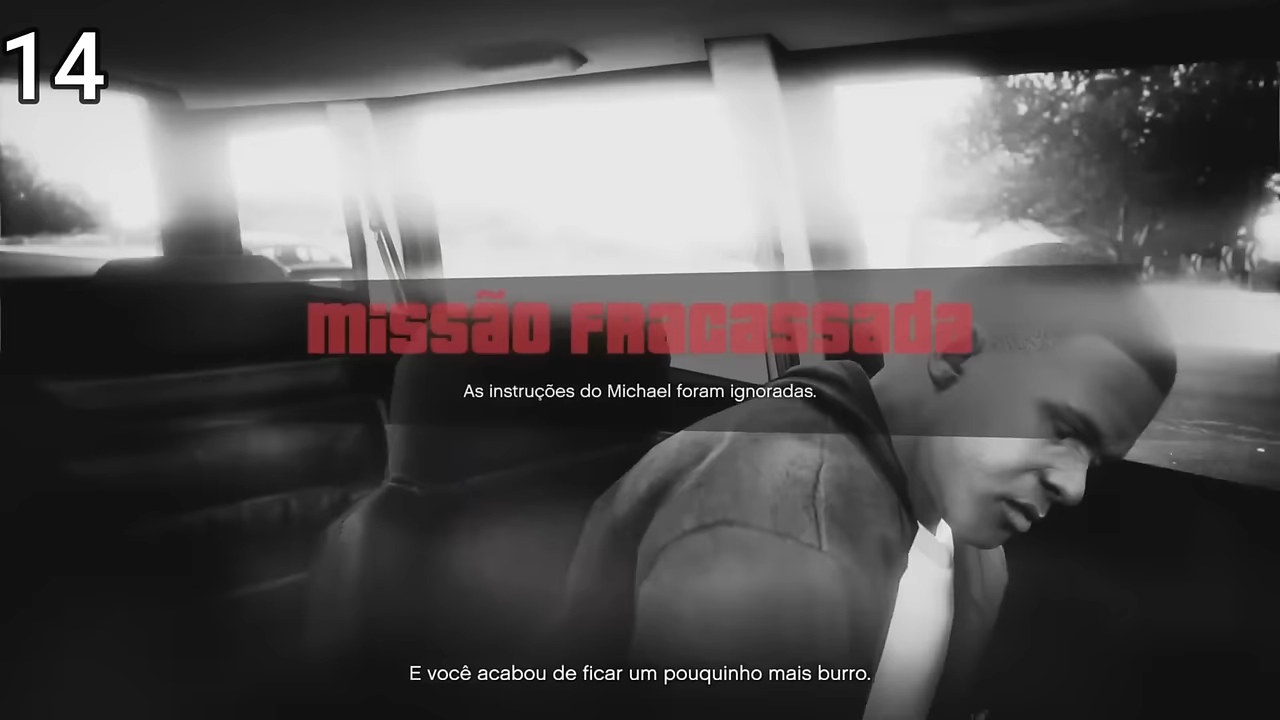 14
missão fracassada
As instruções do Michael foram ignoradas.
E você acabou de ficar um pouquinho mais burro.